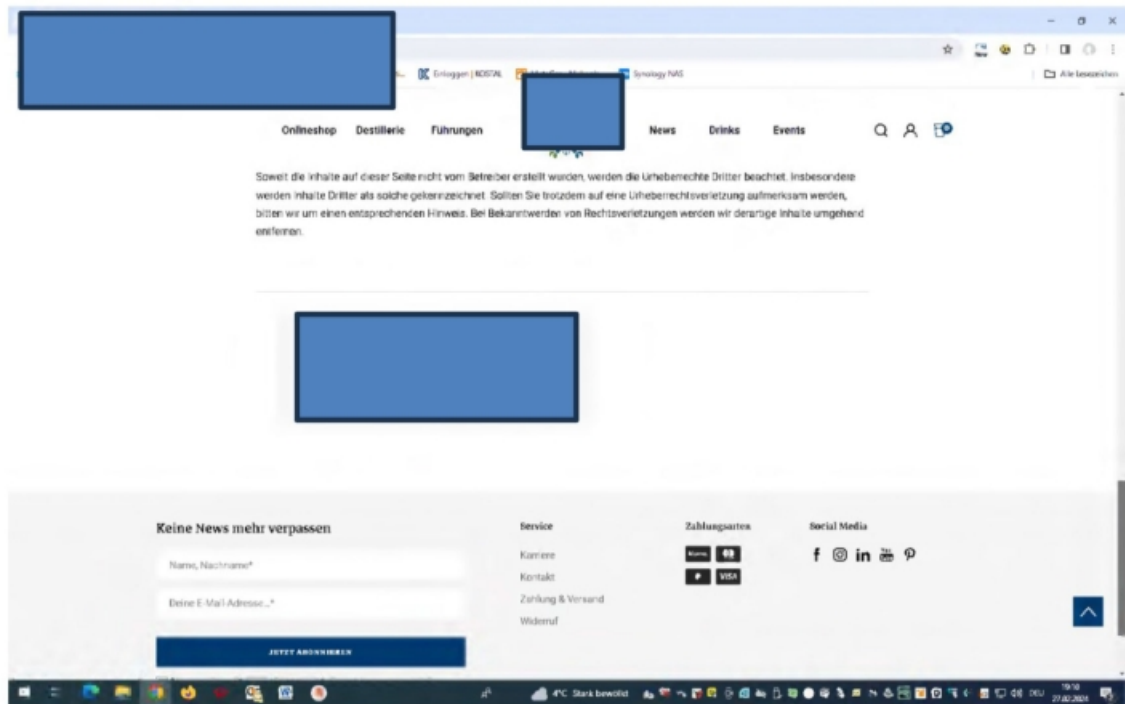 Einloggen | KOSTAL
Synology NAS
Alle Lesezeichen
Onlineshop Destillerie Führungen News Drinks Events
Soweit die Inhalte auf dieser Seite nicht vom Betreiber erstellt wurden, werden die Urheberrechte Dritter beachtet. Insbesondere
werden Inhalte Dritter als solche gekennzeichnet. Sollten Sie trotzdem auf eine Urheberrechtsverletzung aufmerksam werden,
bitten wir um einen entsprechenden Hinweis. Bei Bekanntwerden von Rechtsverletzungen werden wir derartige Inhalte umgehend
entfernen.
Keine News mehr verpassen
Name, Nachname*
Deine E-Mail-Adresse...*
JETZT ABONNIEREN
Service
Karriere
Kontakt
Zahlung & Versand
Widerruf
Zahlungsarten
Klarna
VISA
Social Media
4°C Stark bewölkt
DEU
19:18
27.02.2024